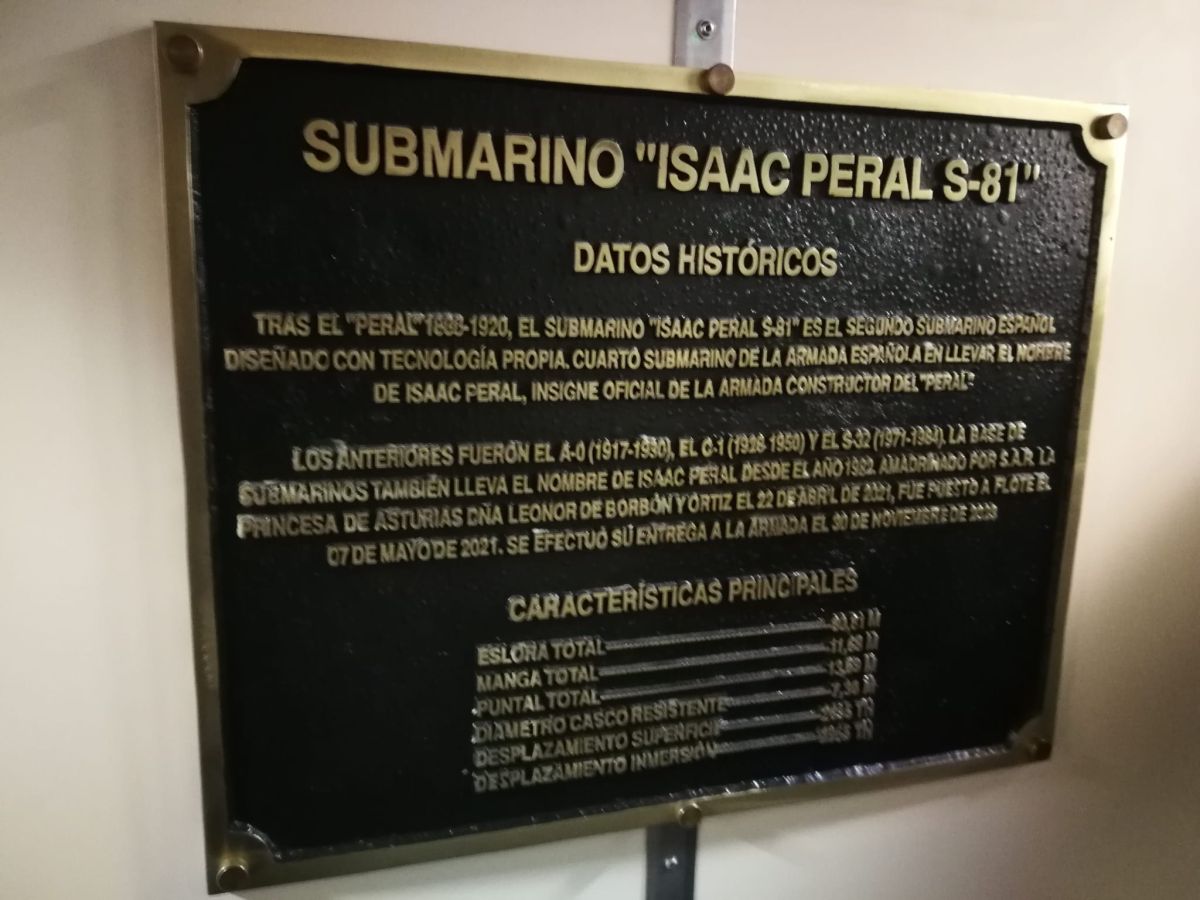 SUBMARINO "ISAAC PERAL S-81"
DATOS HISTÓRICOS
TRAS EL "PERAL" 1888-1920, EL SUBMARINO "ISAAC PERAL S-81" ES EL SEGUNDO SUBMARINO ESPAÑOL
DISEÑADO CON TECNOLOGÍA PROPIA. CUARTO SUBMARINO DE LA ARMADA ESPAÑOLA EN LLEVAR EL NOMBRE
DE ISAAC PERAL, INSIGNE OFICIAL DE LA ARMADA CONSTRUCTOR DEL "PERAL"
LOS ANTERIORES FUERÓN EL A-0 (1917-1930), EL C-1 (1928-1950) Y EL S-32 (1971-1984). LA BASE DE
SUBMARINOS TAMBIÉN LLEVA EL NOMBRE DE ISAAC PERAL DESDE EL AÑO AMADRINADO POR S.A.R. LA
PRINCESA DE ASTURIAS DÑA LEONOR DE BORBÓN Y ORTIZ EL 22 DE ABRIL DE 2021, FUE PUESTO A FLOTE EL
07 DE MAYO DE 2021. SE EFECTUÓ SU ENTREGA A LA ARMADA EL 30 DE NOVIEMBRE DE 2023
CARACTERÍSTICAS PRINCIPALES
ESLORA TOTAL M
MANGA TOTAL M
PUNTAL TOTAL M
DIAMETRO CASCO RESISTENTE M
DESPLAZAMIENTO SUPERFICIE TN
DESPLAZAMIENTO INMERSIÓN TN